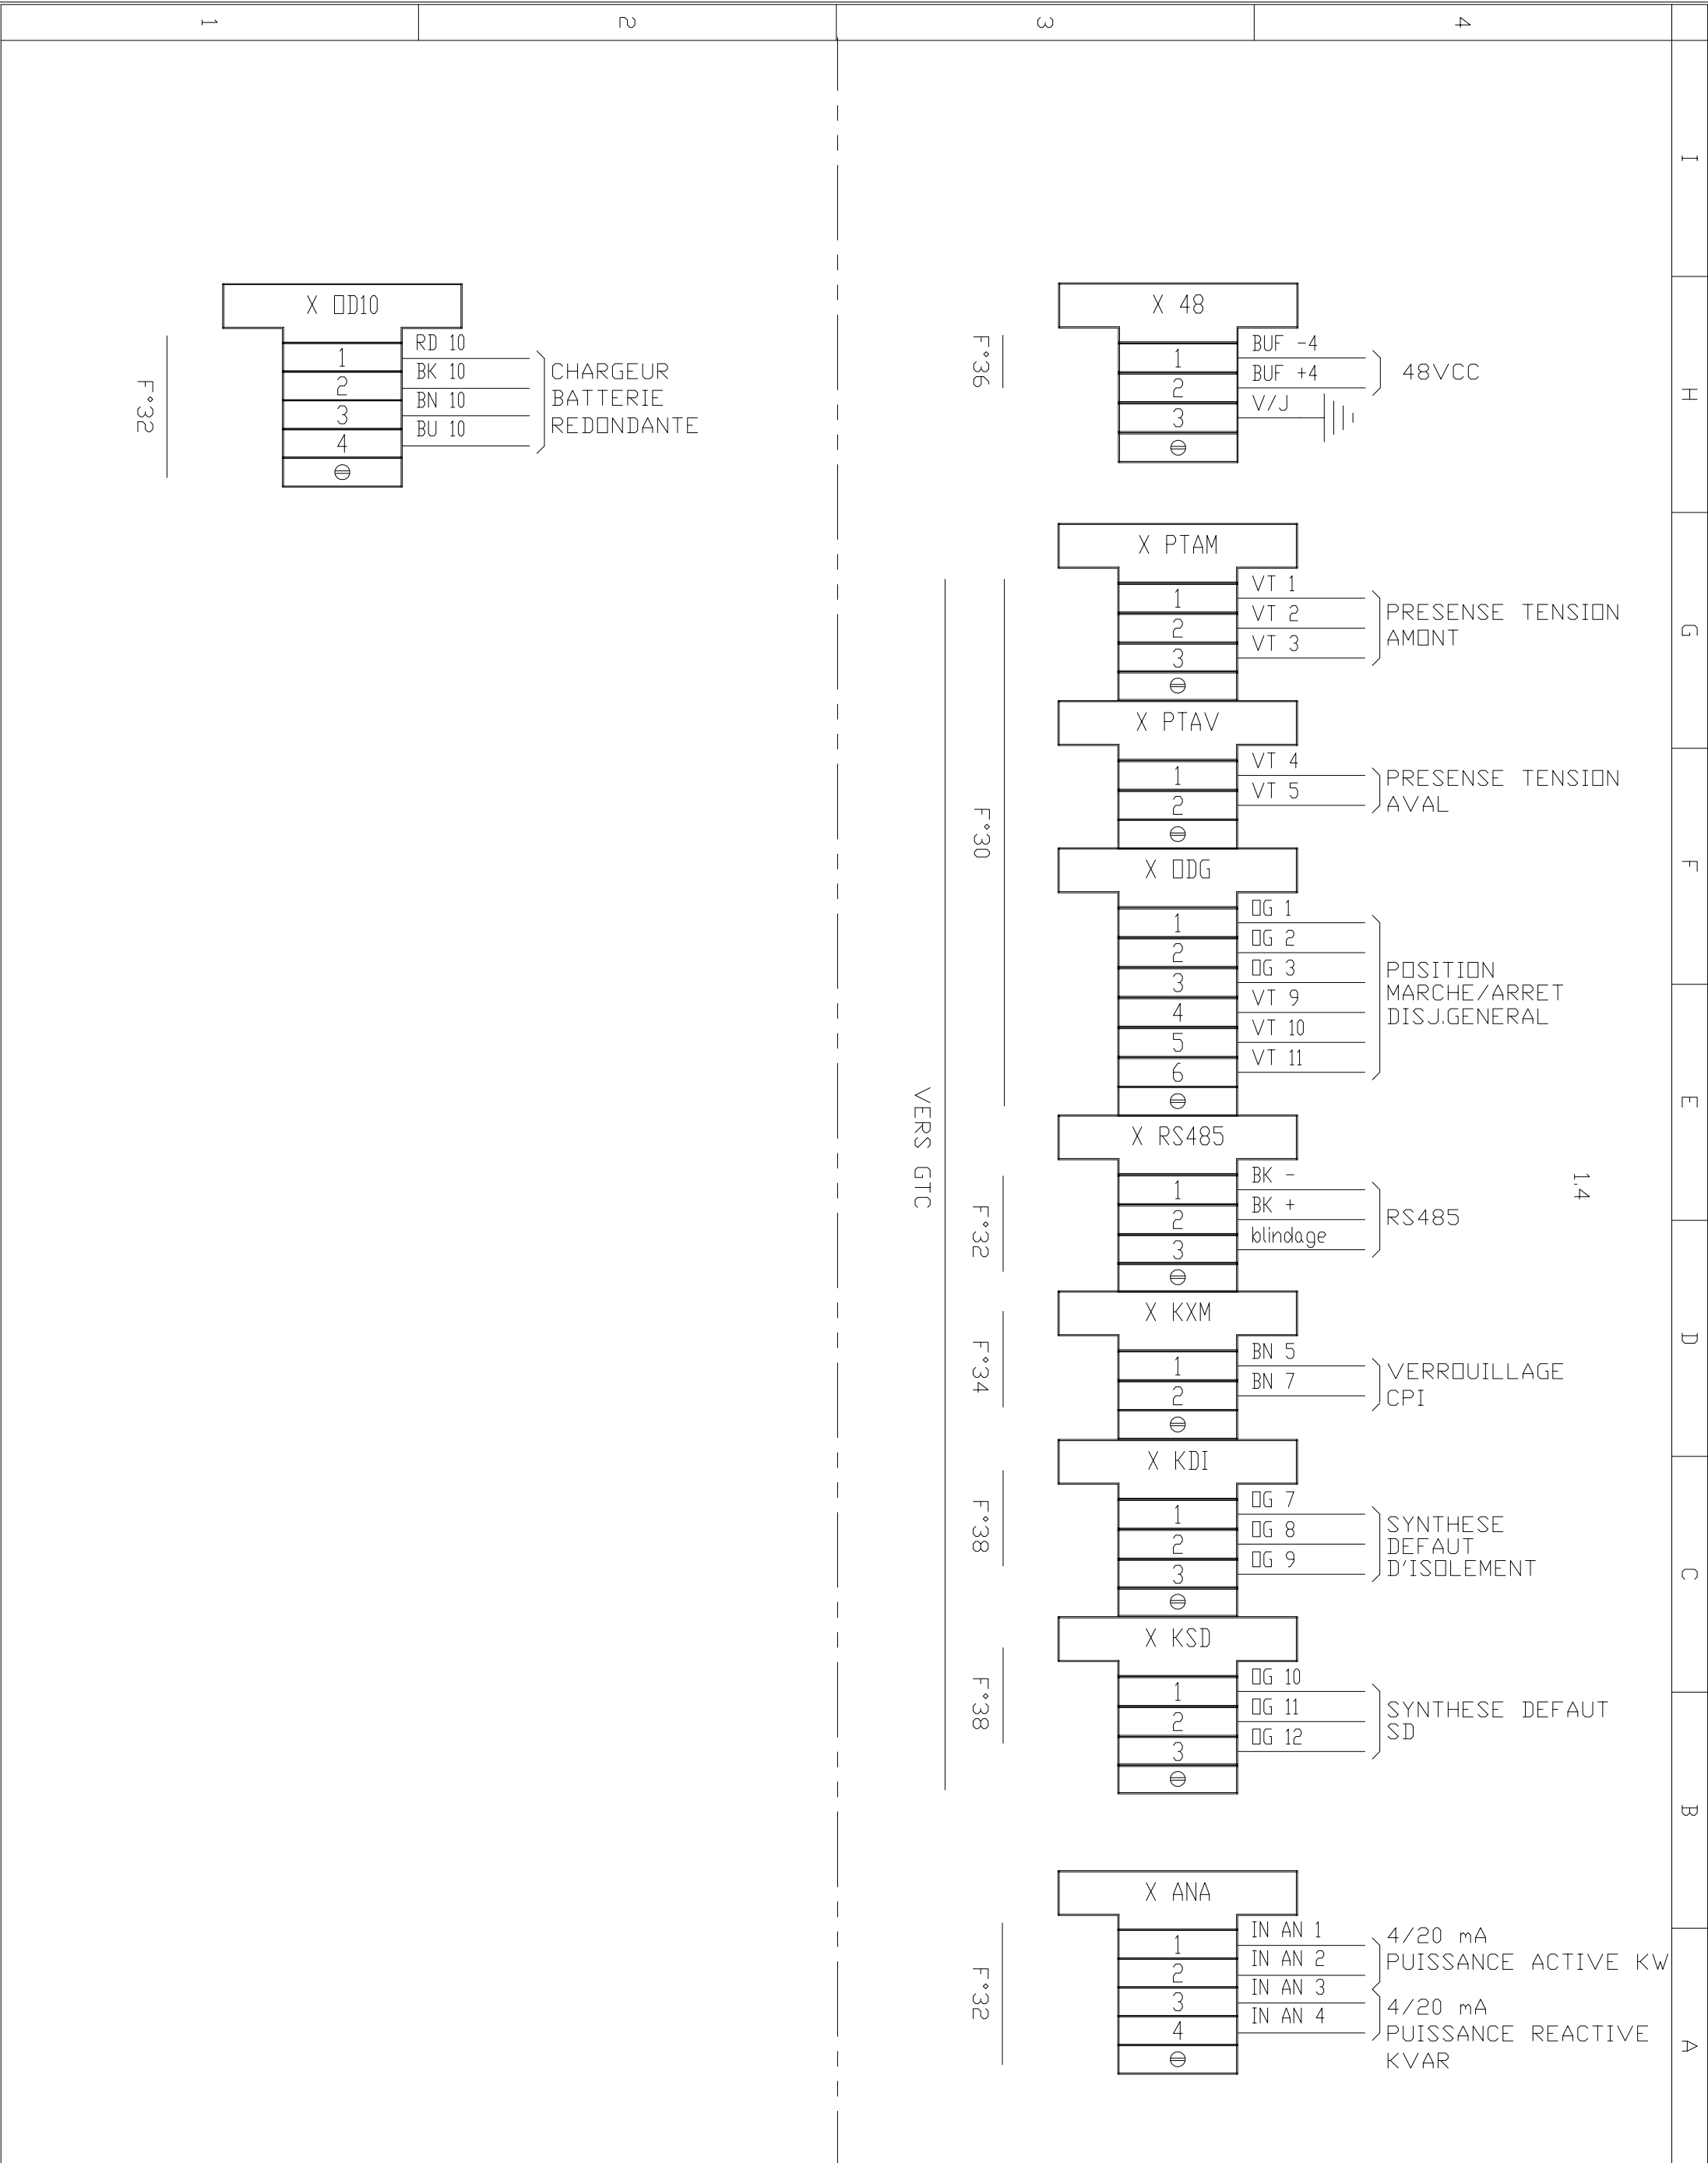 1
2
3
4
I
H
G
F
E
D
C
B
A
X OD10
1
2
3
4
RD 10
BK 10
BN 10
BU 10
CHARGEUR
BATTERIE
REDONDANTE
F°32
X 48
1
2
3
BUF -4
BUF +4
V/J
48VCC
F°36
X PTAM
1
2
3
VT 1
VT 2
VT 3
PRESENSE TENSION
AMONT
X PTAV
1
2
VT 4
VT 5
PRESENSE TENSION
AVAL
F°30
X ODG
1
2
3
4
5
6
OG 1
OG 2
OG 3
VT 9
VT 10
VT 11
POSITION
MARCHE/ARRET
DISJ.GENERAL
VERS GTC
X RS485
1
2
3
BK -
BK +
blindage
RS485
1.4
F°32
X KXM
1
2
BN 5
BN 7
VERROUILLAGE
CPI
F°34
X KDI
1
2
3
OG 7
OG 8
OG 9
SYNTHESE
DEFAUT
D'ISOLEMENT
F°38
X KSD
1
2
3
OG 10
OG 11
OG 12
SYNTHESE DEFAUT
SD
F°38
X ANA
1
2
3
4
IN AN 1
IN AN 2
IN AN 3
IN AN 4
4/20 mA
PUISSANCE ACTIVE KW
4/20 mA
PUISSANCE REACTIVE
KVAR
F°32